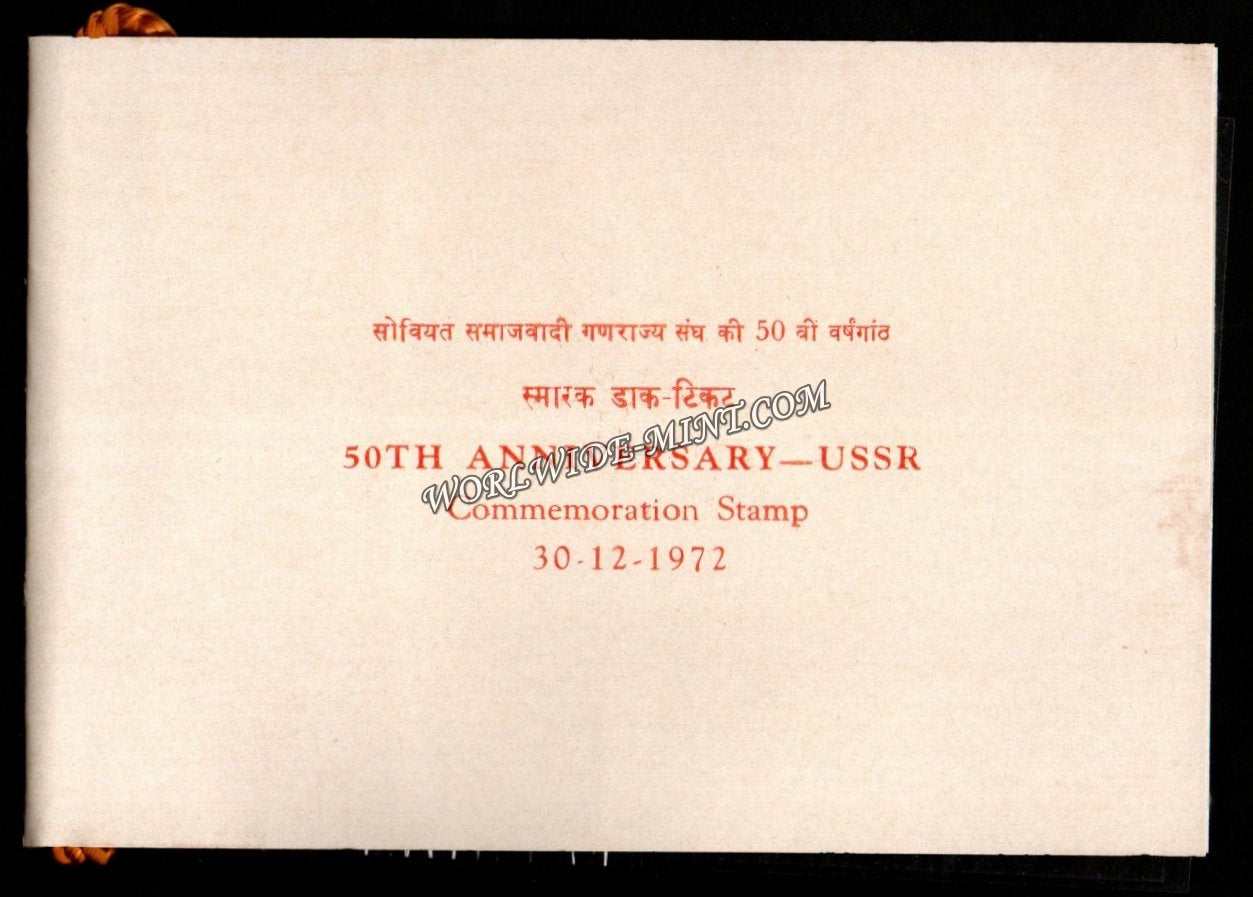 सोवियत समाजवादी गणराज्य संघ की 50 वीं वर्षगांठ
स्मारक डाक-टिकट
50TH ANNIVERSARY—USSR
WORLWIDE-MINT.COM
Commemoration Stamp
30-12-1972